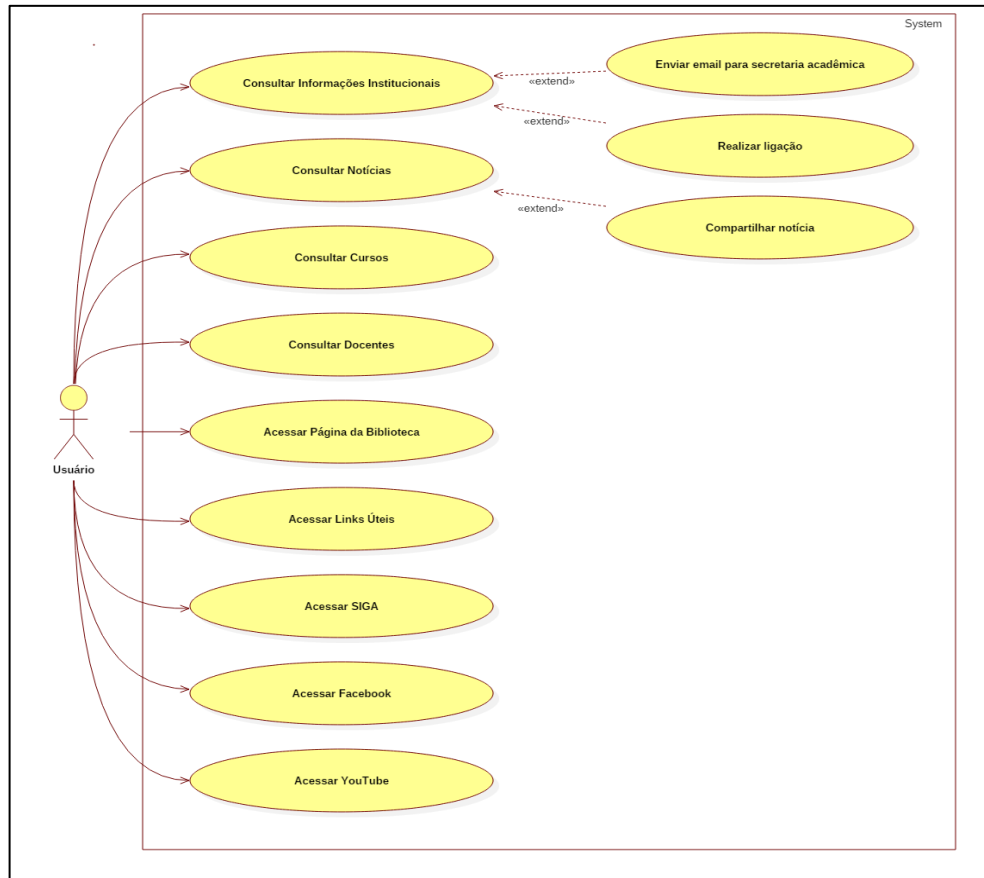 System
Consultar Informações Institucionais
«extend»
Enviar email para secretaria acadêmica
«extend»
Realizar ligação
Consultar Notícias
«extend»
Compartilhar notícia
Consultar Cursos
Consultar Docentes
Acessar Página da Biblioteca
Usuário
Acessar Links Úteis
Acessar SIGA
Acessar Facebook
Acessar YouTube